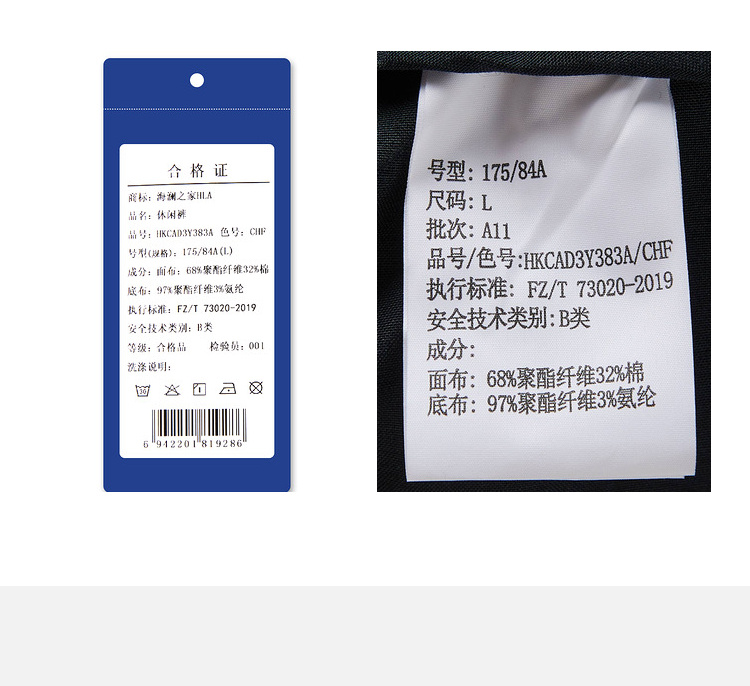 合格证
商标：海澜之家HLA
品名：休闲裤
品号：HKCAD3Y383A 色号：CHF
号型(规格)：175/84A(L)
成分：面布：68%聚酯纤维32%棉
底布：97%聚酯纤维3%氨纶
执行标准：FZ/T 73020-2019
安全技术类别：B类
等级：合格品 检验员：001
洗涤说明：
30
6 942201 819286
号型：175/84A
尺码：L
批次：A11
品号/色号:HKCAD3Y383A/CHF
执行标准：FZ/T 73020-2019
安全技术类别:B类
成分：
面布：68%聚酯纤维32%棉
底布：97%聚酯纤维3%氨纶